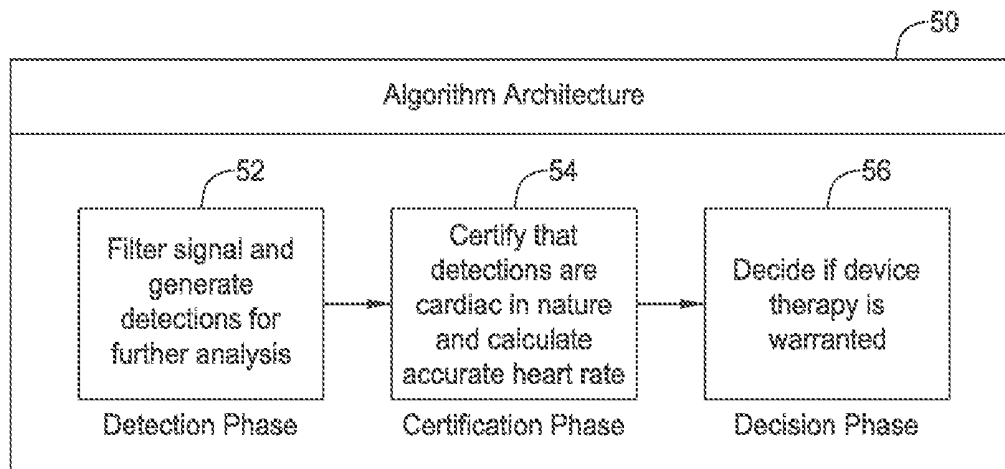 50
Algorithm Architecture
52
54
56
Filter signal and
generate
detections for
further analysis
Certify that
detections are
cardiac in nature
and calculate
accurate heart rate
Decide if device
therapy is
warranted
Detection Phase
Certification Phase
Decision Phase